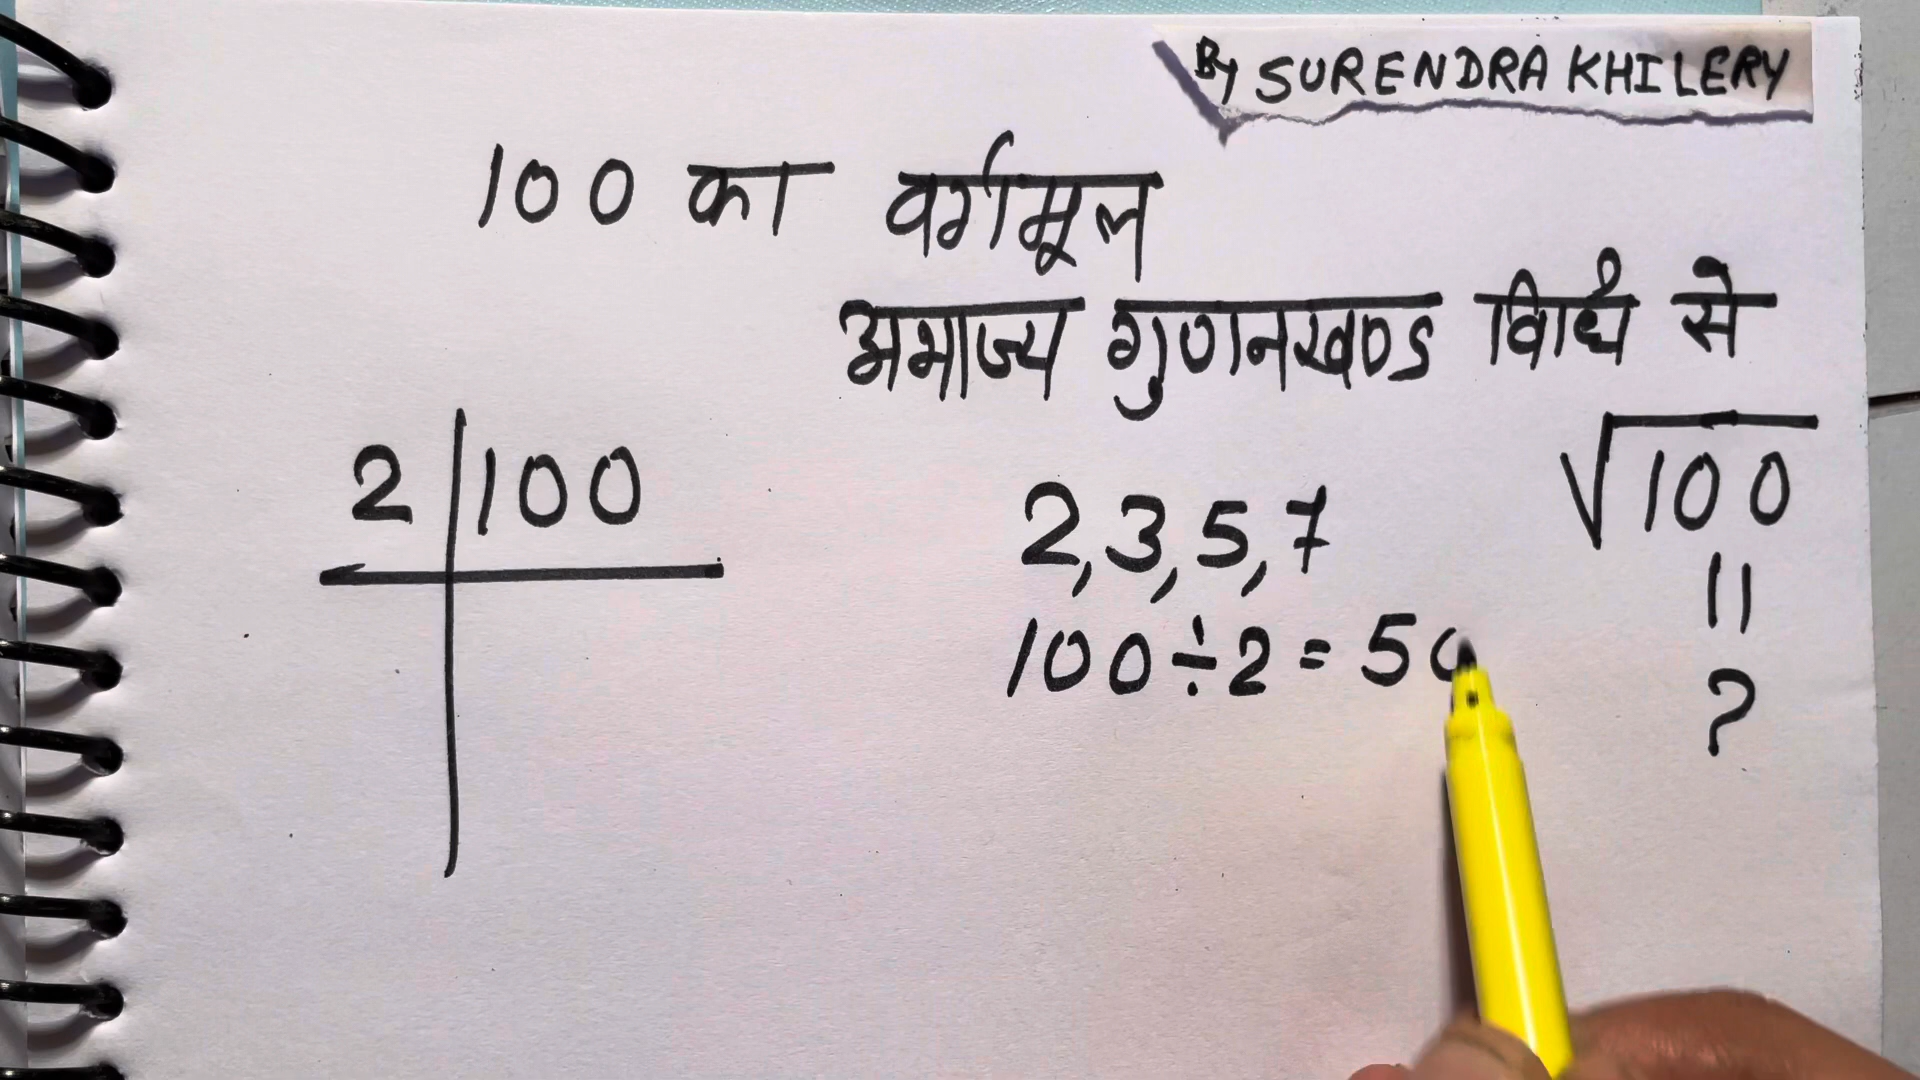 By SURENDRA KHILERY
100 का वर्गमूल
अभाज्य गुणनखण्ड विधि से
2 100
2, 3, 5, 7
√100
=
?
100 ÷ 2 = 50